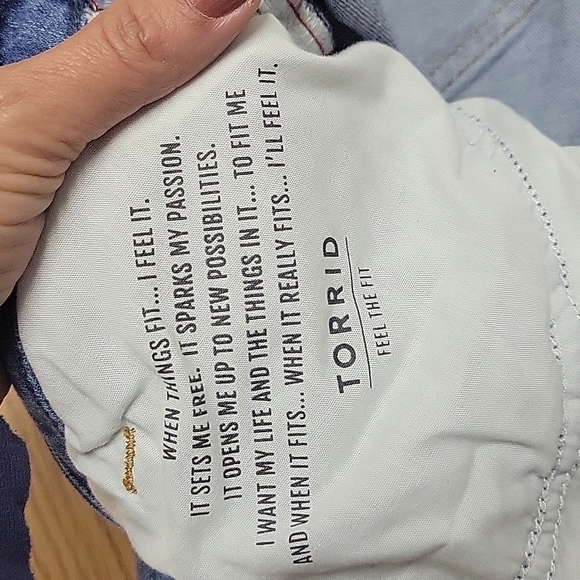 WHEN THINGS FIT... I FEEL IT.
IT SETS ME FREE. IT SPARKS MY PASSION.
IT OPENS ME UP TO NEW POSSIBILITIES.
I WANT MY LIFE AND THE THINGS IN IT... TO FIT ME
AND WHEN IT FITS... WHEN IT REALLY FITS... I'LL FEEL IT.
TORRID
FEEL THE FIT